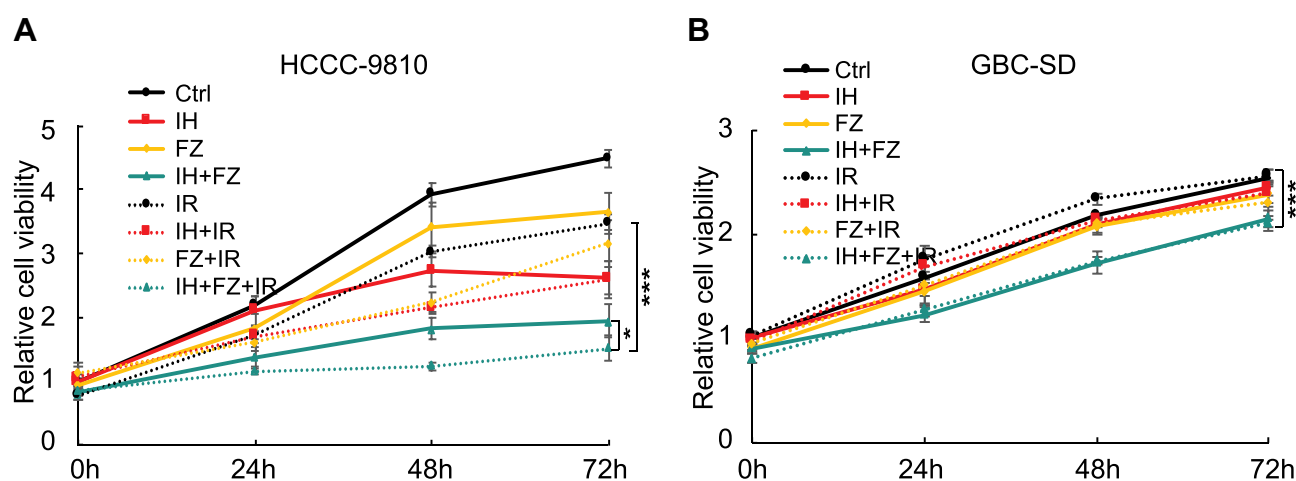 A
HCCC-9810
Ctrl
IH
FZ
IH+FZ
IR
IH+IR
FZ+IR
IH+FZ+IR
Relative cell viability
5
4
3
2
1
0
0h
24h
48h
72h
***
*
B
GBC-SD
Ctrl
IH
FZ
IH+FZ
IR
IH+IR
FZ+IR
IH+FZ+IR
Relative cell viability
3
2
1
0
0h
24h
48h
72h
***